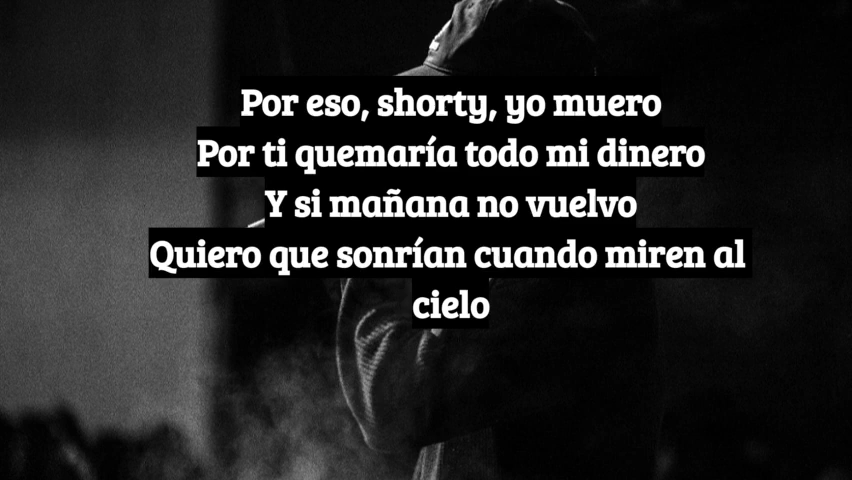 Por eso, shorty, yo muero
Por ti quemaría todo mi dinero
Y si mañana no vuelvo
Quiero que sonrían cuando miren al
cielo